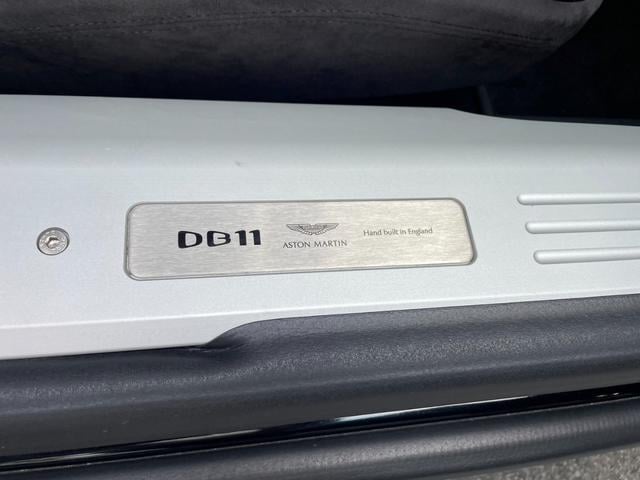 DB11
ASTON MARTIN
Hand built in England